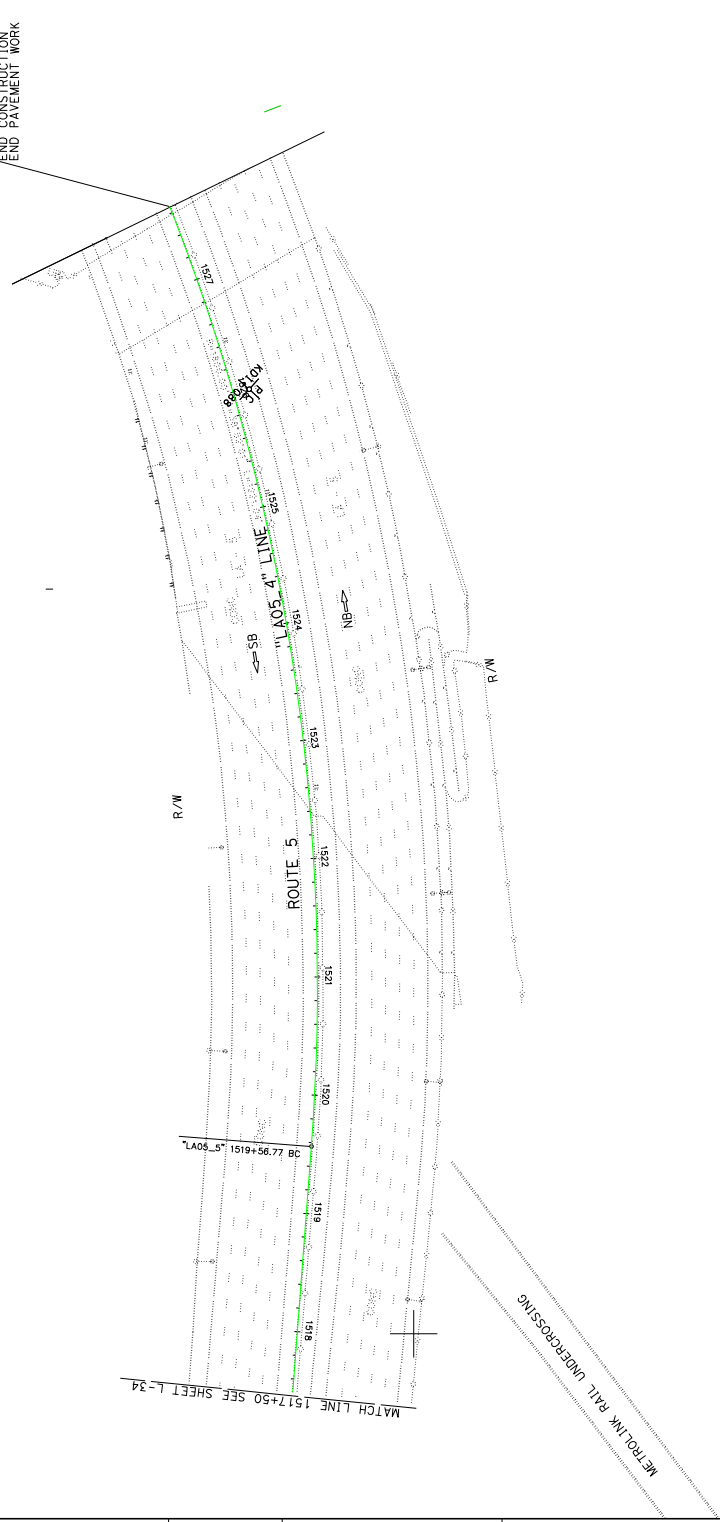 END CONSTRUCTION
END PAVEMENT WORK
1527
1525
"LA05_4" LINE
1524
SB
NB
R/W
1523
R/W
ROUTE 5
1522
1521
1520
"LA05_5" 1519+56.77 BC
1519
1518
MATCH LINE 1517+50 SEE SHEET L-34
METROLINK RAIL UNDERCROSSING